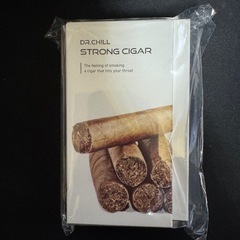 DR.CHILL
STRONG CIGAR
The feeling of smoking
a cigar that hits your throat